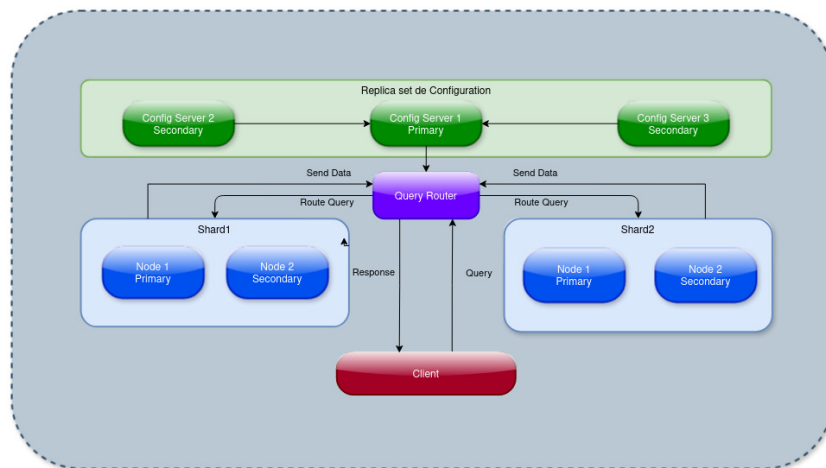 Replica set de Configuration
Config Server 2
Secondary
Config Server 1
Primary
Config Server 3
Secondary
Send Data
Send Data
Query Router
Route Query
Route Query
Shard1
Shard2
Node 1
Primary
Node 2
Secondary
Response
Query
Node 1
Primary
Node 2
Secondary
Client